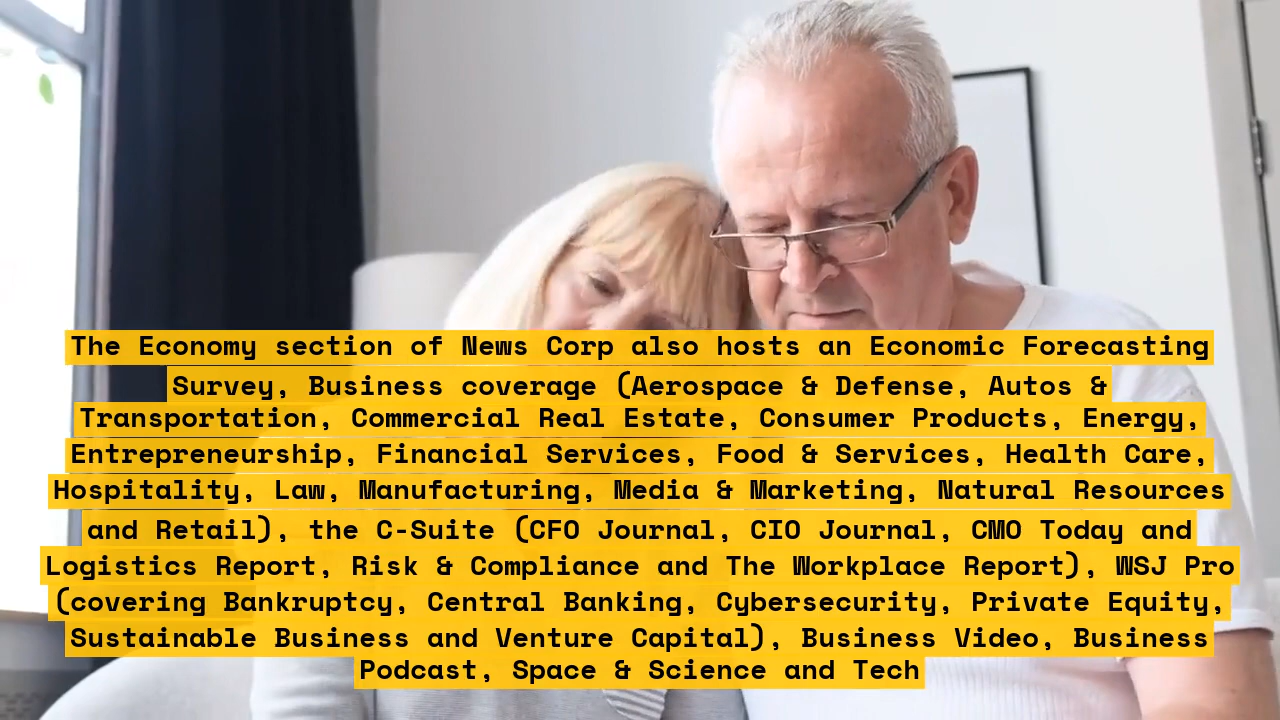 The Economy section of News Corp also hosts an Economic Forecasting
Survey, Business coverage (Aerospace & Defense, Autos &
Transportation, Commercial Real Estate, Consumer Products, Energy,
Entrepreneurship, Financial Services, Food & Services, Health Care,
Hospitality, Law, Manufacturing, Media & Marketing, Natural Resources
and Retail), the C-Suite (CFO Journal, CIO Journal, CMO Today and
Logistics Report, Risk & Compliance and The Workplace Report), WSJ Pro
(covering Bankruptcy, Central Banking, Cybersecurity, Private Equity,
Sustainable Business and Venture Capital), Business Video, Business
Podcast, Space & Science and Tech